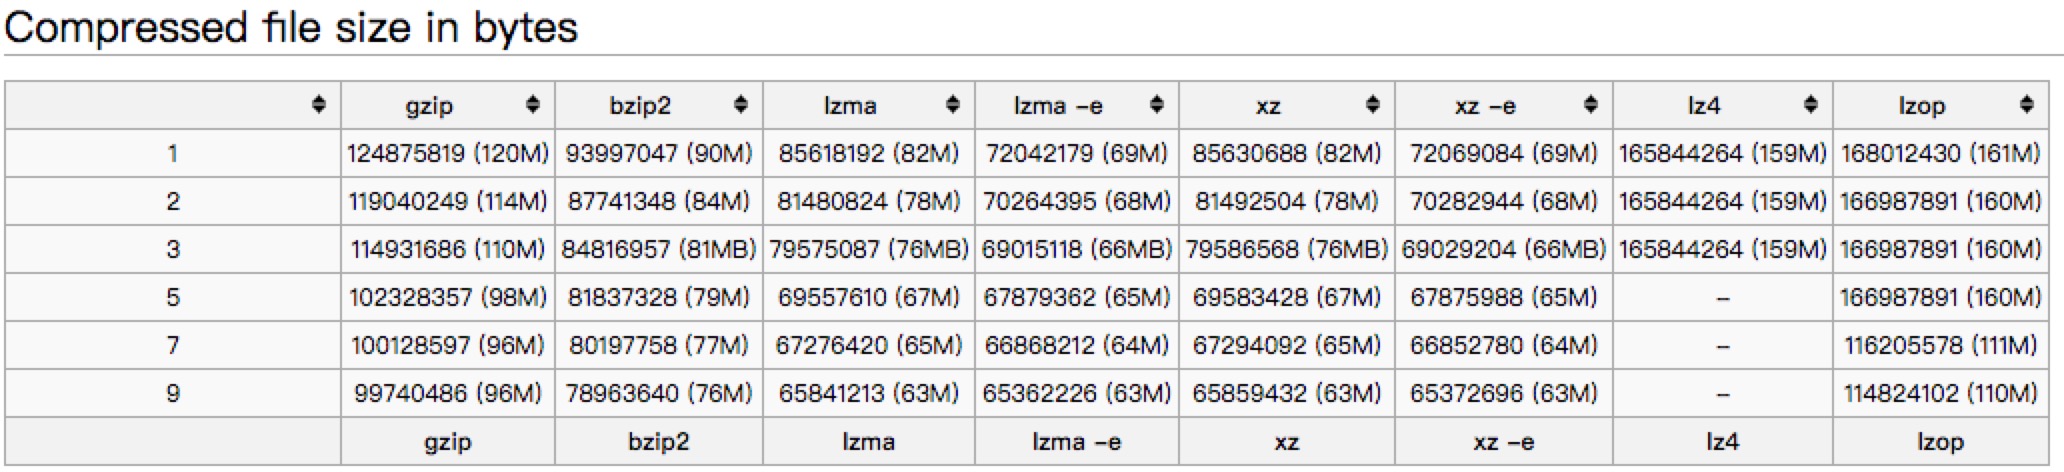 Compressed file size in bytes
gzip bzip2 lzma lzma -e xz xz -e lz4 lzop
1 124875819 (120M) 93997047 (90M) 85618192 (82M) 72042179 (69M) 85630688 (82M) 72069084 (69M) 165844264 (159M) 168012430 (161M)
2 119040249 (114M) 87741348 (84M) 81480824 (78M) 70264395 (68M) 81492504 (78M) 70282944 (68M) 165844264 (159M) 166987891 (160M)
3 114931686 (110M) 84816957 (81MB) 79575087 (76MB) 69015118 (66MB) 79586568 (76MB) 69029204 (66MB) 165844264 (159M) 166987891 (160M)
5 102328357 (98M) 81837328 (79M) 69557610 (67M) 67879362 (65M) 69583428 (67M) 67875988 (65M) – 166987891 (160M)
7 100128597 (96M) 80197758 (77M) 67276420 (65M) 66868212 (64M) 67294092 (65M) 66852780 (64M) – 116205578 (111M)
9 99740486 (96M) 78963640 (76M) 65841213 (63M) 65362226 (63M) 65859432 (63M) 65372696 (63M) – 114824102 (110M)
gzip bzip2 lzma lzma -e xz xz -e lz4 lzop